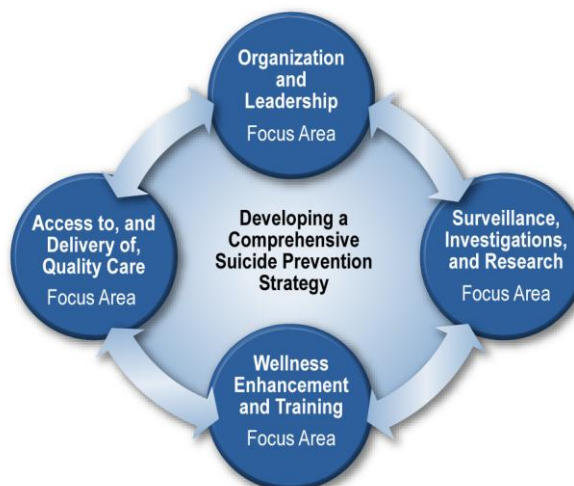 Organization
and
Leadership
Focus Area
Access to, and
Delivery of,
Quality Care
Focus Area
Developing a
Comprehensive
Suicide Prevention
Strategy
Surveillance,
Investigations,
and Research
Focus Area
Wellness
Enhancement
and Training
Focus Area